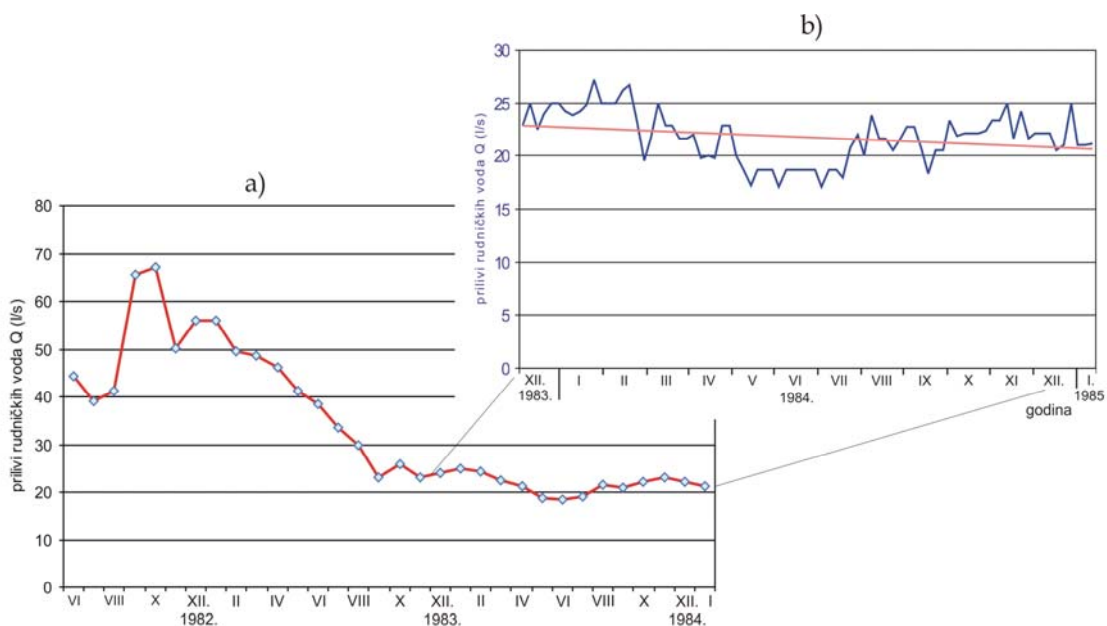 b)
prilivi rudničkih voda Q (l/s)
30
25
20
15
10
5
0
XII. I II III IV V VI VII VIII IX X XI XII. I.
1983. 1984. 1985
godina
a)
prilivi rudničkih voda Q (l/s)
80
70
60
50
40
30
20
10
0
VI VIII X XII. II IV VI VIII X XII. II IV VI VIII X XII. I
1982. 1983. 1984.